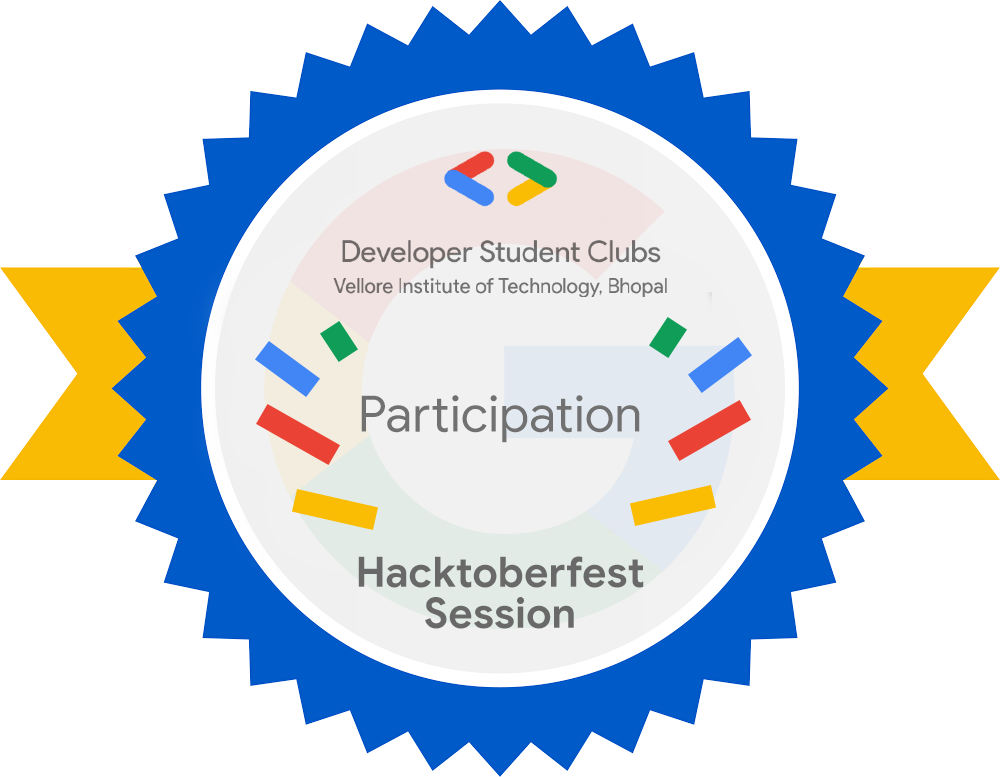 Developer Student Clubs
Vellore Institute of Technology, Bhopal
Participation
Hacktoberfest
Session